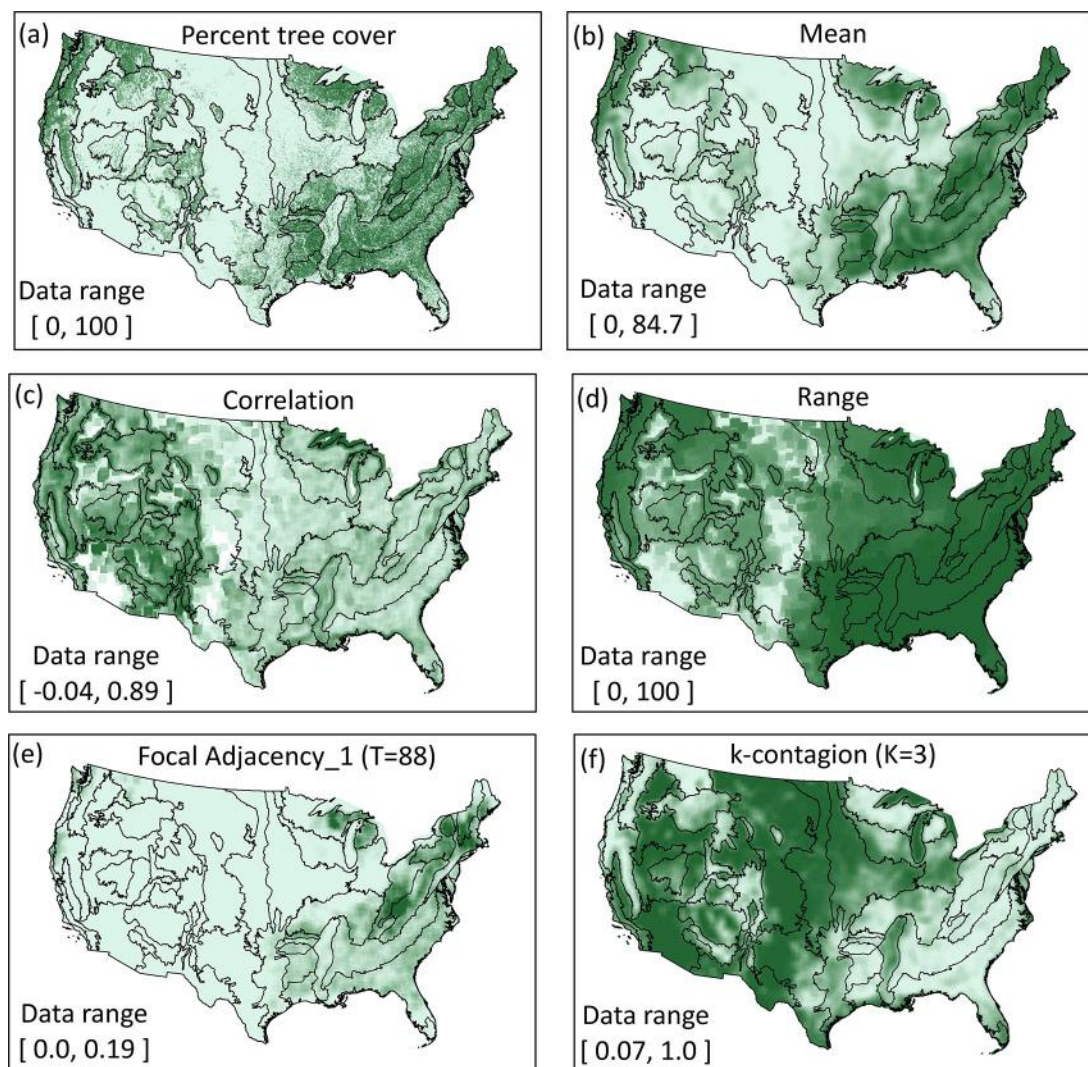 (a)
Percent tree cover
Data range
[ 0, 100 ]
(b)
Mean
Data range
[ 0, 84.7 ]
(c)
Correlation
Data range
[ -0.04, 0.89 ]
(d)
Range
Data range
[ 0, 100 ]
(e)
Focal Adjacency_1 (T=88)
Data range
[ 0.0, 0.19 ]
(f)
k-contagion (K=3)
Data range
[ 0.07, 1.0 ]